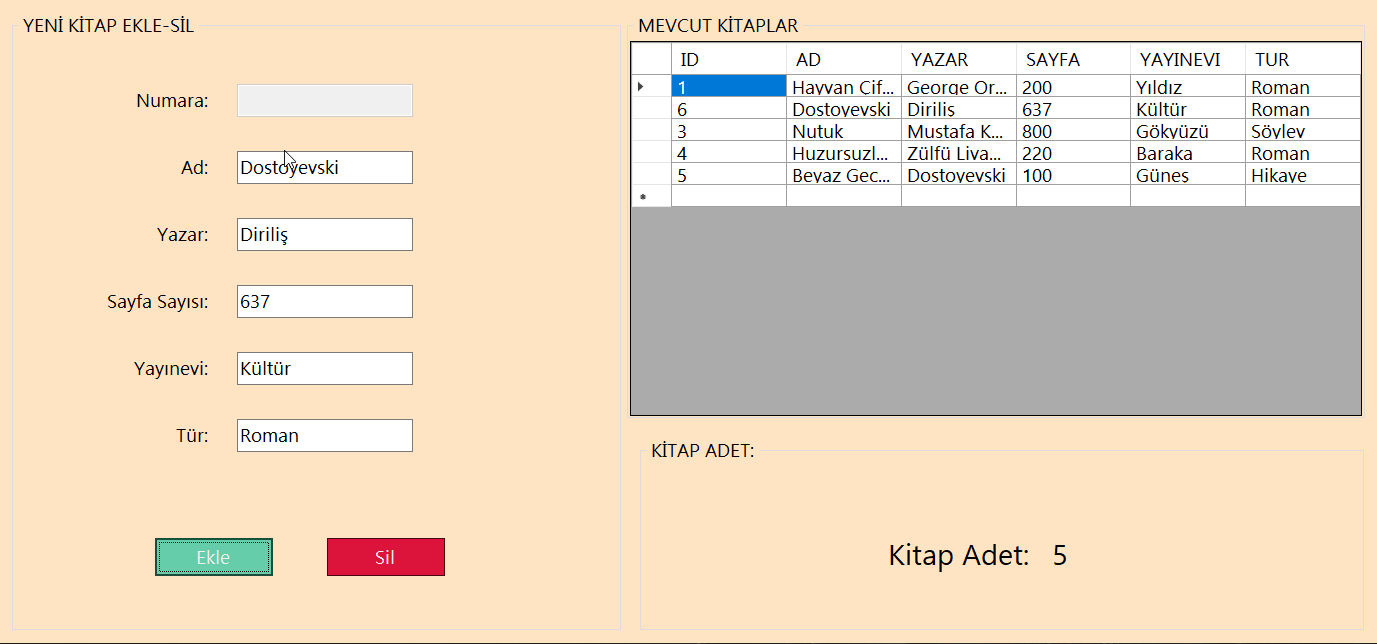 YENİ KİTAP EKLE-SİL
Numara:
Ad: Dostoyevski
Yazar: Diriliş
Sayfa Sayısı: 637
Yayınevi: Kültür
Tür: Roman
Ekle Sil
MEVCUT KİTAPLAR
ID AD YAZAR SAYFA YAYINEVI TUR
1 Hayvan Çif... George Or... 200 Yıldız Roman
6 Dostoyevski Diriliş 637 Kültür Roman
3 Nutuk Mustafa K... 800 Gökyüzü Söylev
4 Huzursuzl... Zülfü Liva... 220 Baraka Roman
5 Beyaz Gec... Dostoyevski 100 Güneş Hikaye
KİTAP ADET:
Kitap Adet: 5